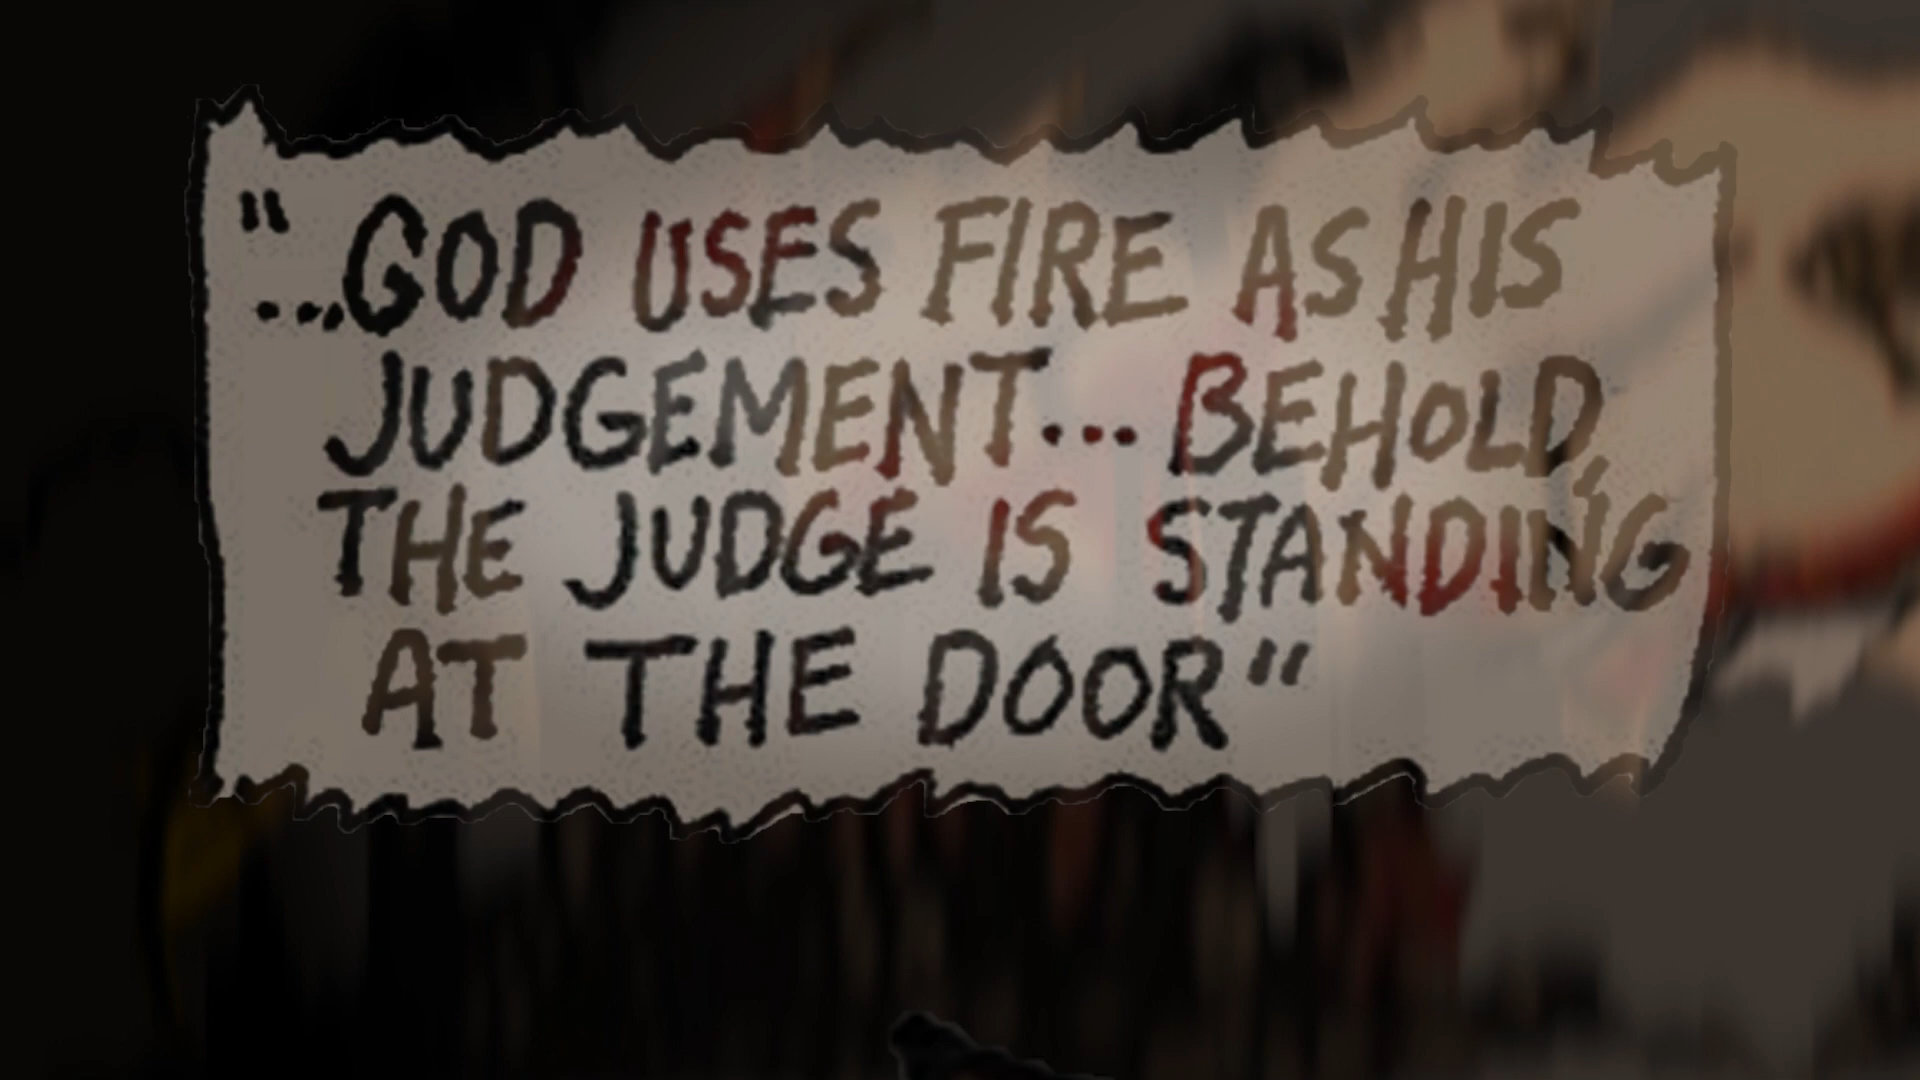 "...GOD USES FIRE AS HIS
JUDGEMENT... BEHOLD,
THE JUDGE IS STANDING
AT THE DOOR"